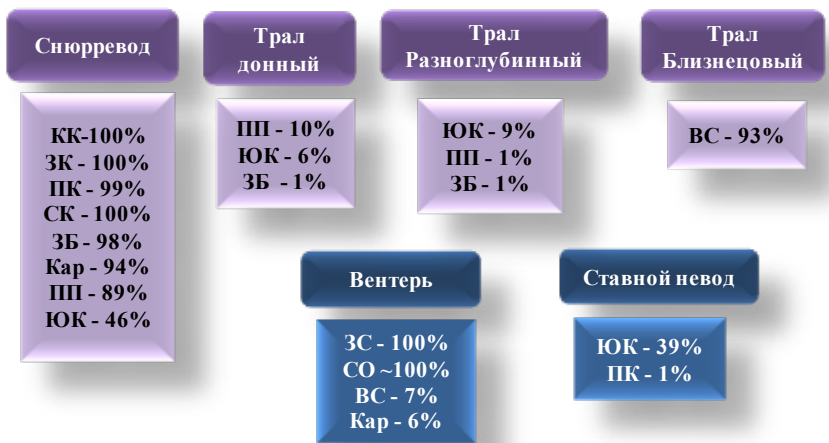 Снюрревод
КК-100%
ЗК - 100%
ПК - 99%
СК - 100%
ЗБ - 98%
Кар - 94%
ПП - 89%
ЮК - 46%
Трал
донный
ПП - 10%
ЮК - 6%
ЗБ - 1%
Трал
Разноглубинный
ЮК - 9%
ПП - 1%
ЗБ - 1%
Трал
Близнецовый
ВС - 93%
Вентерь
ЗС - 100%
СО ~100%
ВС - 7%
Кар - 6%
Ставной невод
ЮК - 39%
ПК - 1%